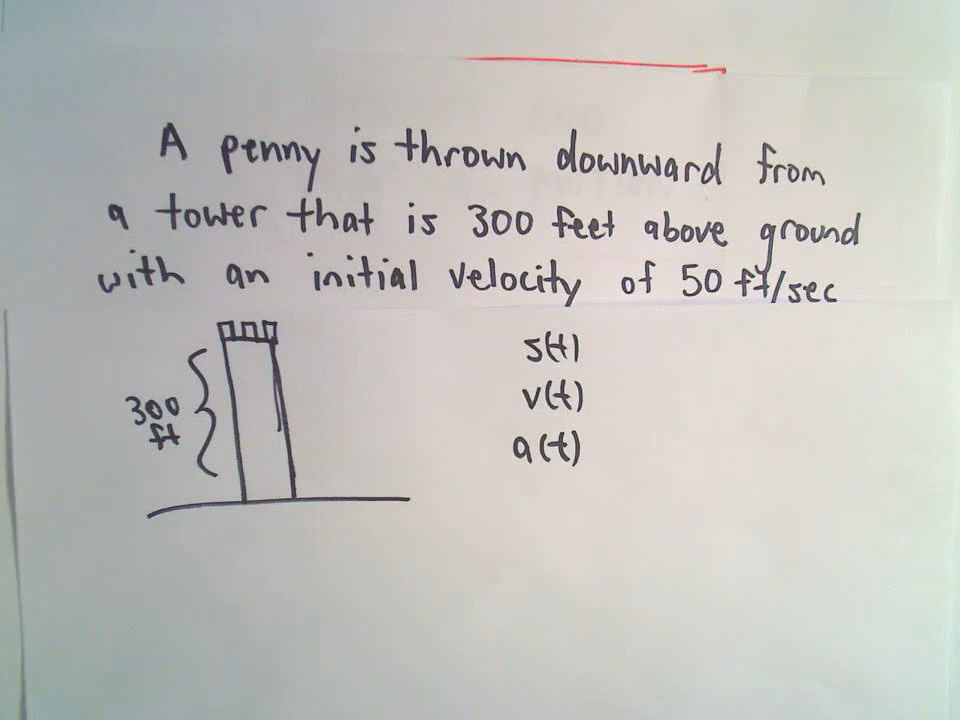 A penny is thrown downward from
a tower that is 300 feet above ground
with an initial velocity of 50 ft/sec
s(t)
v(t)
a(t)
300
ft